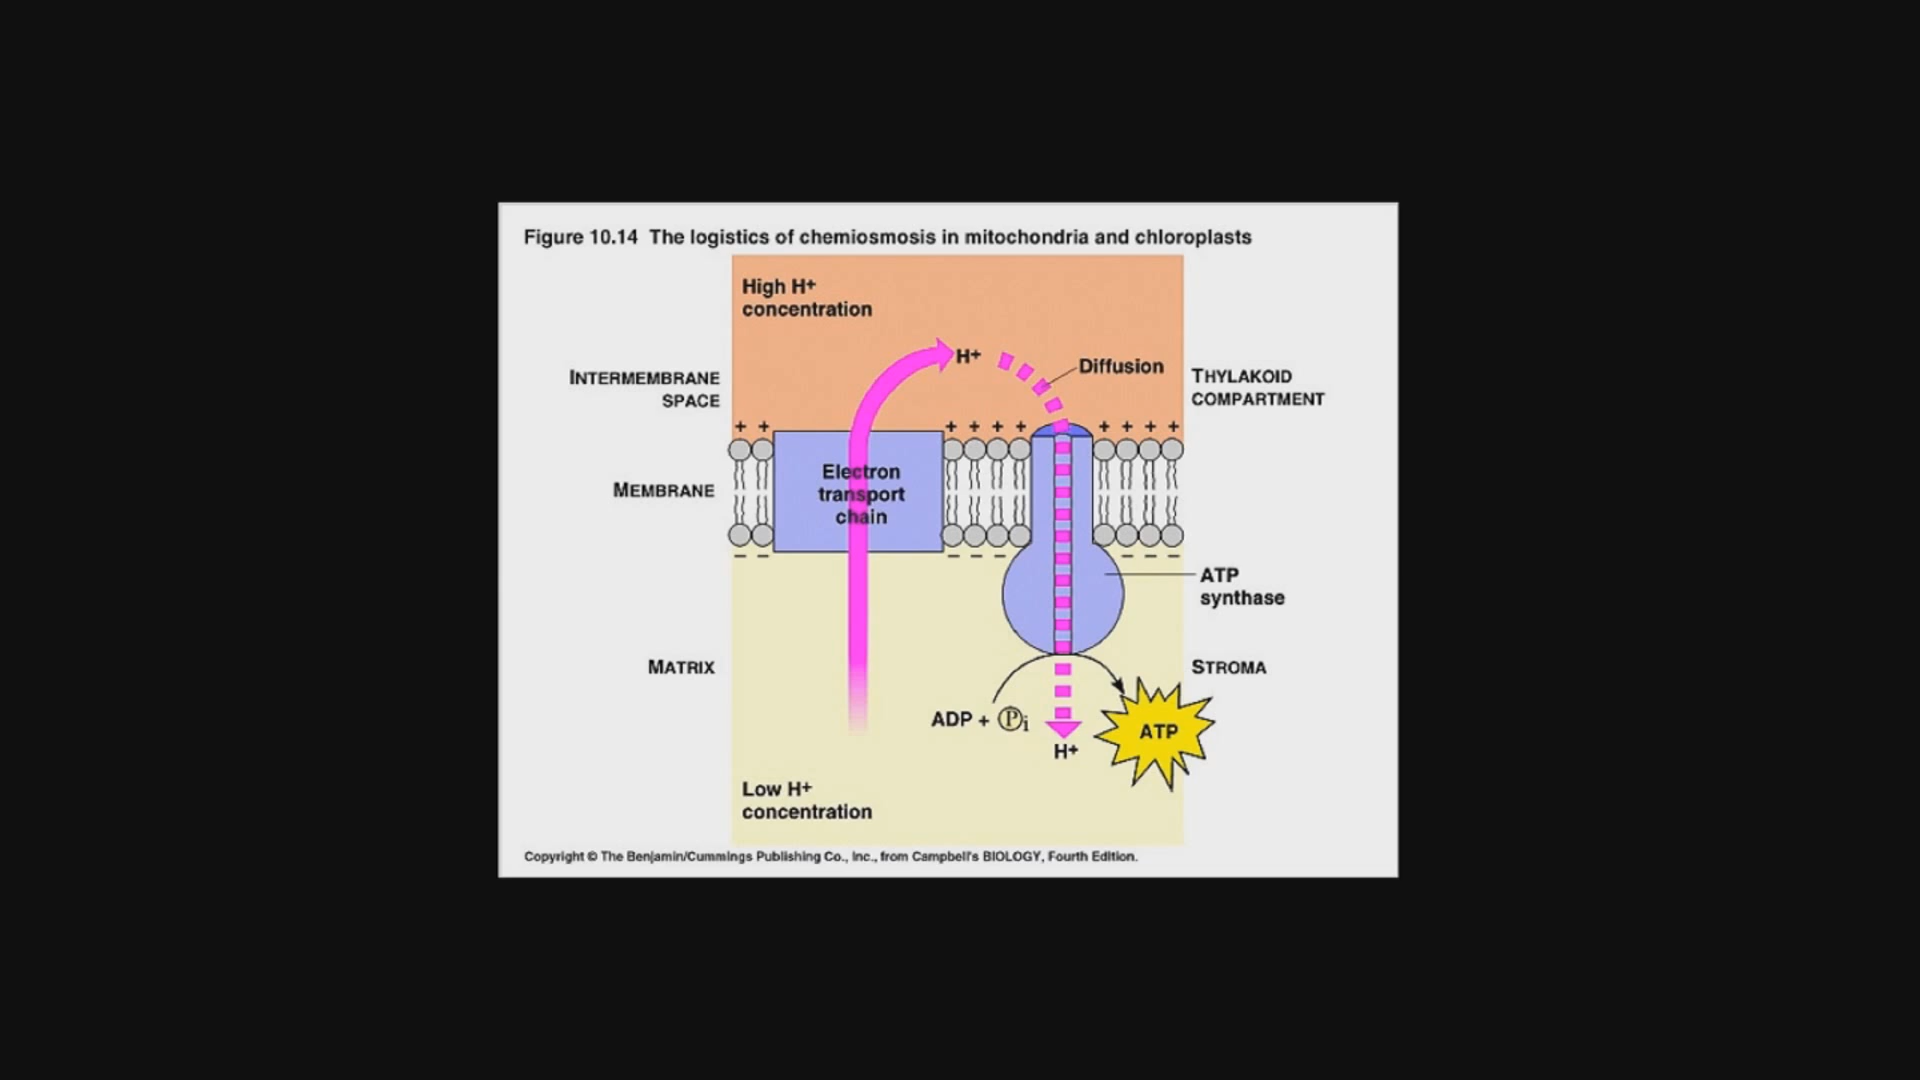 Figure 10.14 The logistics of chemiosmosis in mitochondria and chloroplasts
High H+
concentration
H+
Diffusion
INTERMEMBRANE
SPACE
THYLAKOID
COMPARTMENT
+ + + + + + + + + +
Electron
transport
chain
MEMBRANE
− − − − − − − −
ATP
synthase
MATRIX
STROMA
ADP + Pi
ATP
H+
Low H+
concentration
Copyright © The Benjamin/Cummings Publishing Co., Inc., from Campbell's BIOLOGY, Fourth Edition.